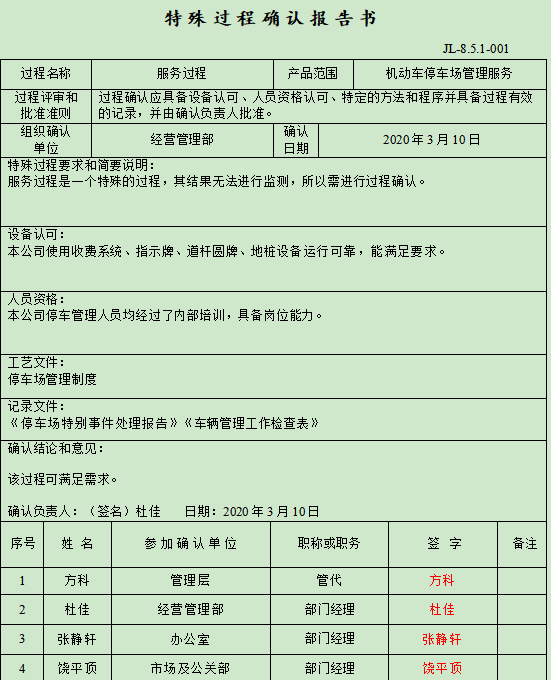 特殊过程确认报告书
JL-8.5.1-001
过程名称 服务过程 产品范围 机动车停车场管理服务
过程评审和
批准准则
过程确认应具备设备认可、人员资格认可、特定的方法和程序并具备过程有效
的记录，并由确认负责人批准。
组织确认
单位
经营管理部
确认
日期
2020年3月10日
特殊过程要求和简要说明：
服务过程是一个特殊的过程，其结果无法进行监测，所以需进行过程确认。
设备认可：
本公司使用收费系统、指示牌、道杆圆牌、地桩设备运行可靠，能满足要求。
人员资格：
本公司停车管理人员均经过了内部培训，具备岗位能力。
工艺文件：
停车场管理制度
记录文件：
《停车场特别事件处理报告》《车辆管理工作检查表》
确认结论和意见：
该过程可满足需求。
确认负责人：（签名）杜佳 日期：2020年3月10日
序号 姓名 参加确认单位 职称或职务 签字 备注
1 方科 管理层 管代 方科
2 杜佳 经营管理部 部门经理 杜佳
3 张静轩 办公室 部门经理 张静轩
4 饶平顶 市场及公关部 部门经理 饶平顶